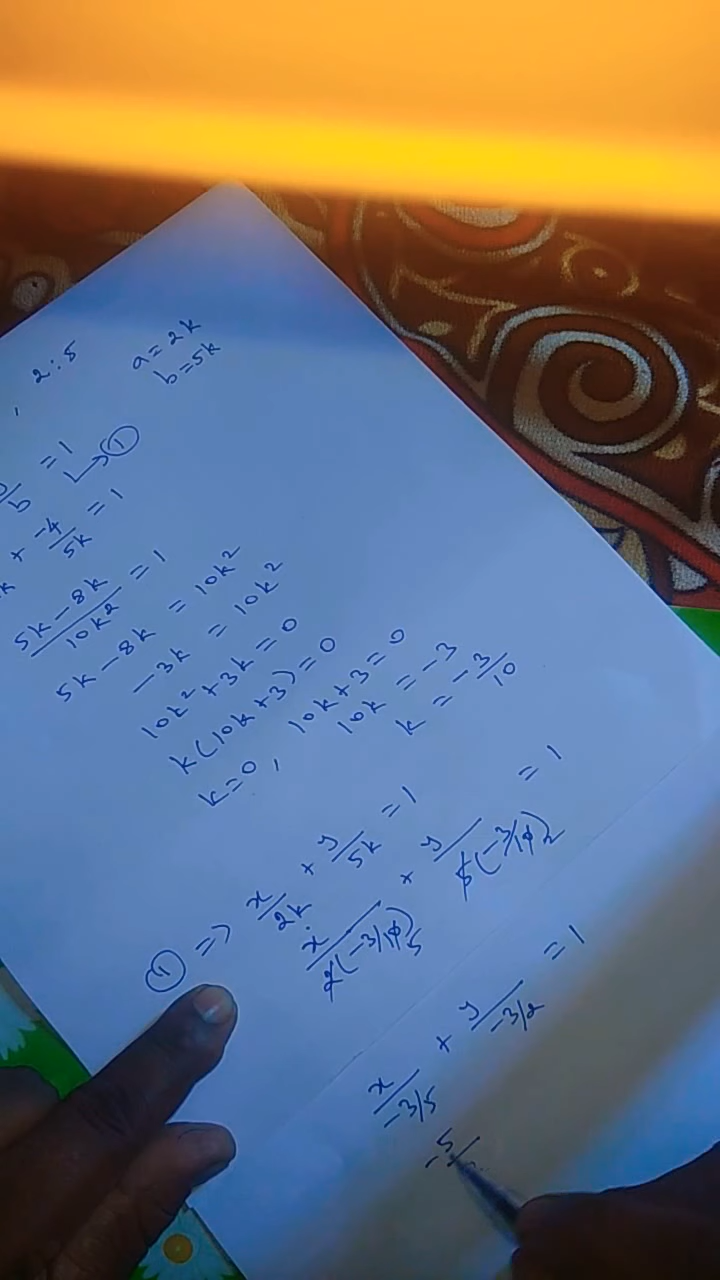 2:5 a=2k
b=5k
/b =1 → ①
k + -4/5k =1
5k-8k/10k² =1
5k-8k = 10k²
-3k = 10k²
10k²+3k=0
k(10k+3)=0
k=0, 10k+3=0
10k = -3
k = -3/10
① => x/2k + y/5k =1
x/2(-3/10)5 + y/5(-3/10)2 =1
x/-3/5 + y/-3/2 =1
-5/